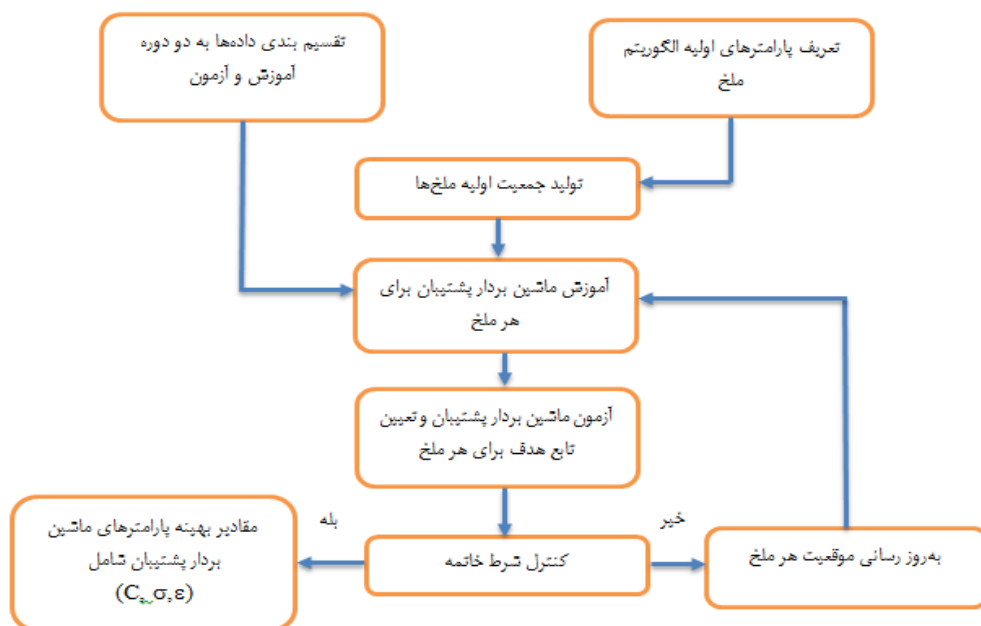 تعریف پارامترهای اولیه الگوریتم
ملخ
تقسیم بندی داده‌ها به دو دوره
آموزش و آزمون
تولید جمعیت اولیه ملخ‌ها
آموزش ماشین بردار پشتیبان برای
هر ملخ
آزمون ماشین بردار پشتیبان و تعیین
تابع هدف برای هر ملخ
کنترل شرط خاتمه
خیر
به‌روز رسانی موقعیت هر ملخ
بله
مقادیر بهینه پارامترهای ماشین
بردار پشتیبان شامل
(C و σ,ε)